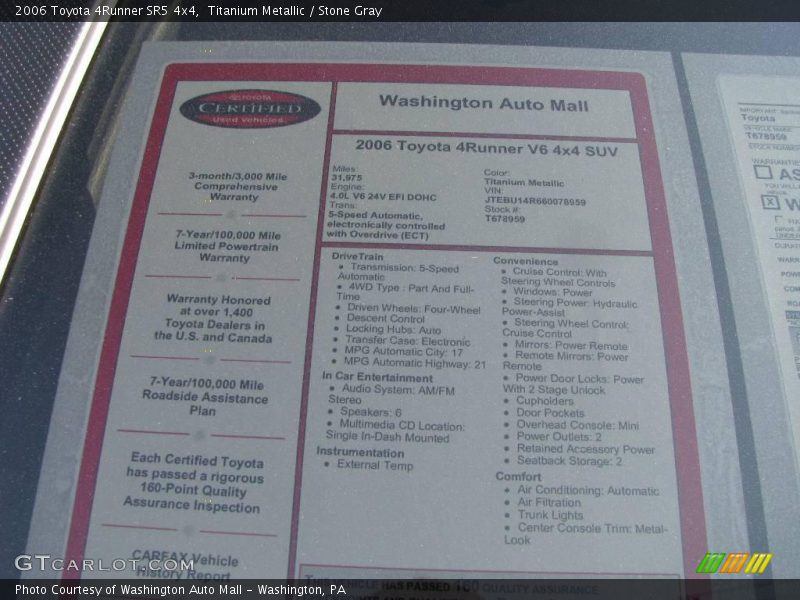 2006 Toyota 4Runner SR5 4x4, Titanium Metallic / Stone Gray
TOYOTA
CERTIFIED
Used Vehicles
3-month/3,000 Mile
Comprehensive
Warranty
7-Year/100,000 Mile
Limited Powertrain
Warranty
Warranty Honored
at over 1,400
Toyota Dealers in
the U.S. and Canada
7-Year/100,000 Mile
Roadside Assistance
Plan
Each Certified Toyota
has passed a rigorous
160-Point Quality
Assurance Inspection
CARFAX Vehicle
History Report
Washington Auto Mall
2006 Toyota 4Runner V6 4x4 SUV
Miles:
31,975
Engine:
4.0L V6 24V EFI DOHC
Trans:
5-Speed Automatic,
electronically controlled
with Overdrive (ECT)
Color:
Titanium Metallic
VIN:
JTEBU14R660078959
Stock #:
T678959
DriveTrain
• Transmission: 5-Speed
Automatic
• 4WD Type : Part And Full-
Time
• Driven Wheels: Four-Wheel
• Descent Control
• Locking Hubs: Auto
• Transfer Case: Electronic
• MPG Automatic City: 17
• MPG Automatic Highway: 21
In Car Entertainment
• Audio System: AM/FM
Stereo
• Speakers: 6
• Multimedia CD Location:
Single In-Dash Mounted
Instrumentation
• External Temp
Convenience
• Cruise Control: With
Steering Wheel Controls
• Windows: Power
• Steering Power: Hydraulic
Power-Assist
• Steering Wheel Control:
Cruise Control
• Mirrors: Power Remote
• Remote Mirrors: Power
Remote
• Power Door Locks: Power
With 2 Stage Unlock
• Cupholders
• Door Pockets
• Overhead Console: Mini
• Power Outlets: 2
• Retained Accessory Power
• Seatback Storage: 2
Comfort
• Air Conditioning: Automatic
• Air Filtration
• Trunk Lights
• Center Console Trim: Metal-
Look
HAS PASSED 160 QUALITY ASSURANCE
Toyota
T678959
GTCARLOT.COM
Photo Courtesy of Washington Auto Mall - Washington, PA